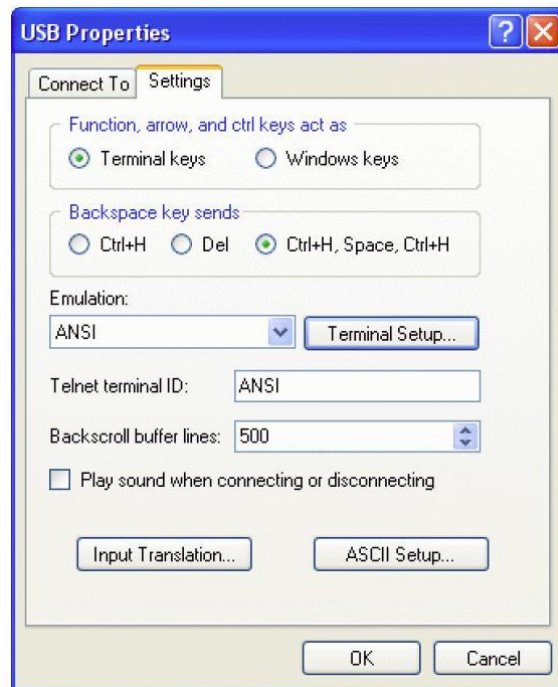 USB Properties
Connect To Settings
Function, arrow, and ctrl keys act as
Terminal keys Windows keys
Backspace key sends
Ctrl+H Del Ctrl+H, Space, Ctrl+H
Emulation:
ANSI Terminal Setup...
Telnet terminal ID: ANSI
Backscroll buffer lines: 500
Play sound when connecting or disconnecting
Input Translation... ASCII Setup...
OK Cancel